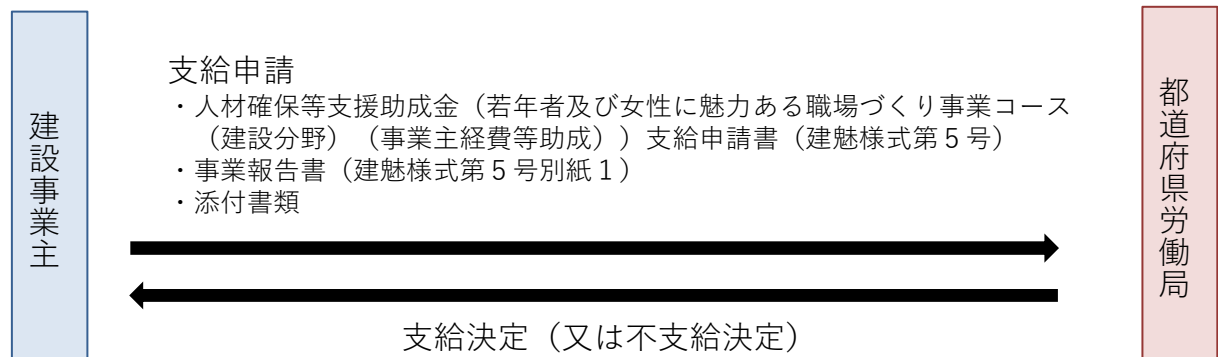 建設事業主
支給申請
・人材確保等支援助成金（若年者及び女性に魅力ある職場づくり事業コース
（建設分野）（事業主経費等助成））支給申請書（建魅様式第５号）
・事業報告書（建魅様式第５号別紙１）
・添付書類
支給決定（又は不支給決定）
都道府県労働局